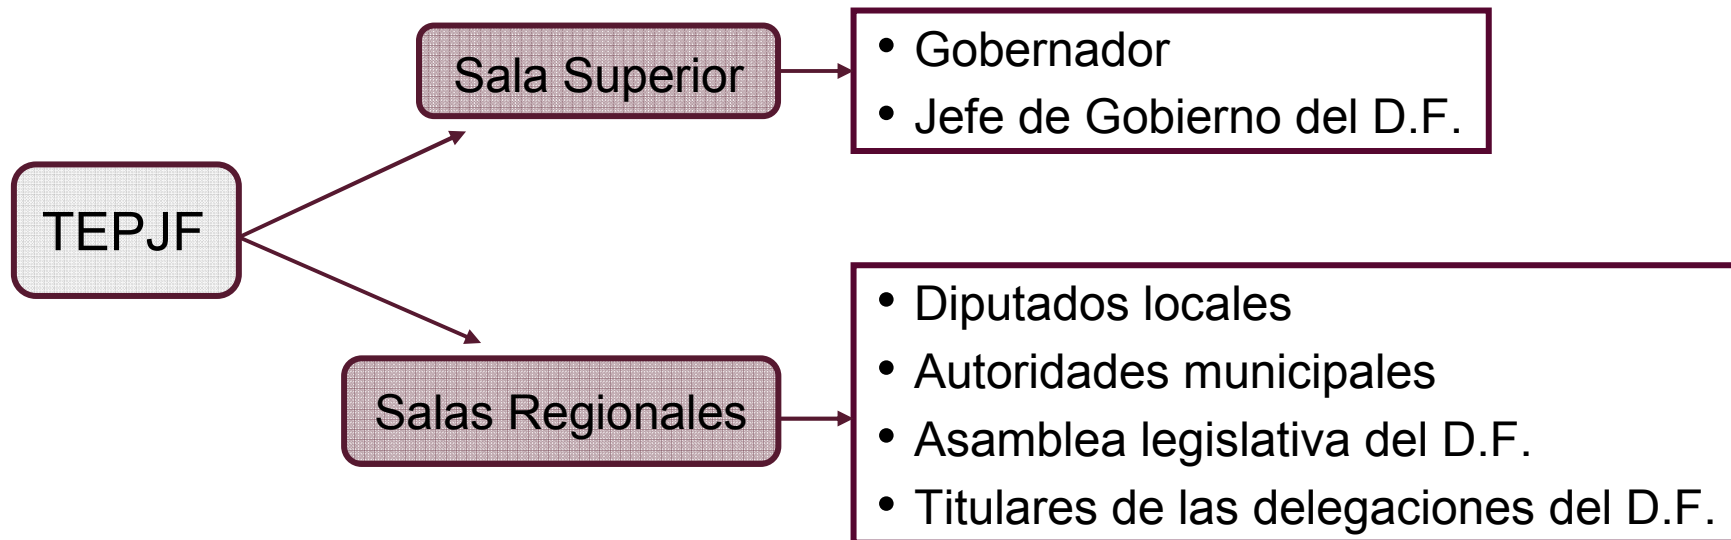 TEPJF
Sala Superior
• Gobernador
• Jefe de Gobierno del D.F.
Salas Regionales
• Diputados locales
• Autoridades municipales
• Asamblea legislativa del D.F.
• Titulares de las delegaciones del D.F.